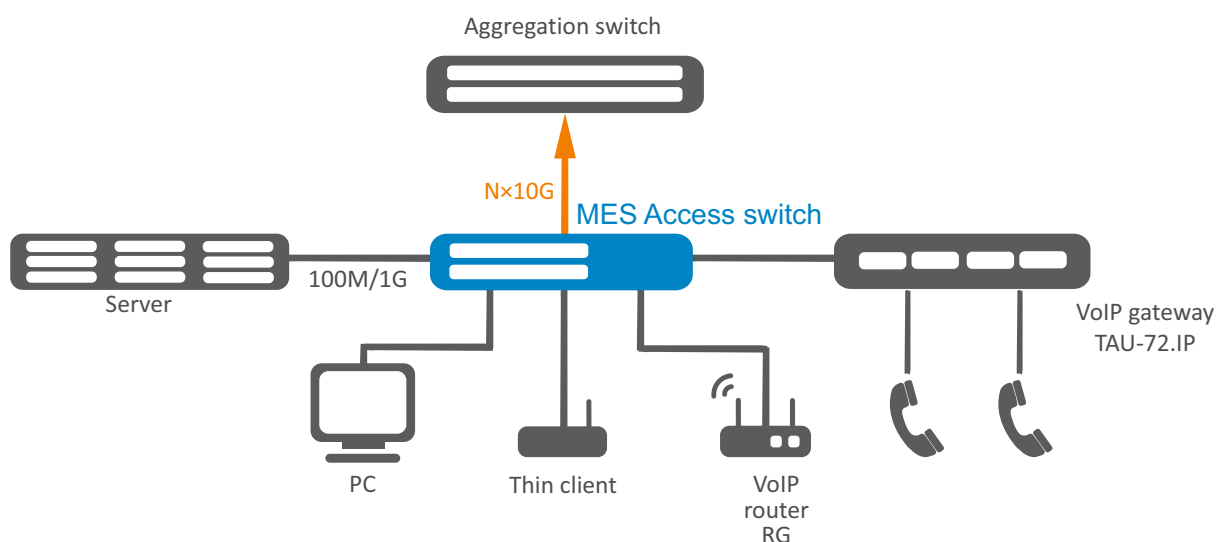 Aggregation switch
N×10G
MES Access switch
100M/1G
Server
VoIP gateway
TAU-72.IP
PC
Thin client
VoIP
router
RG